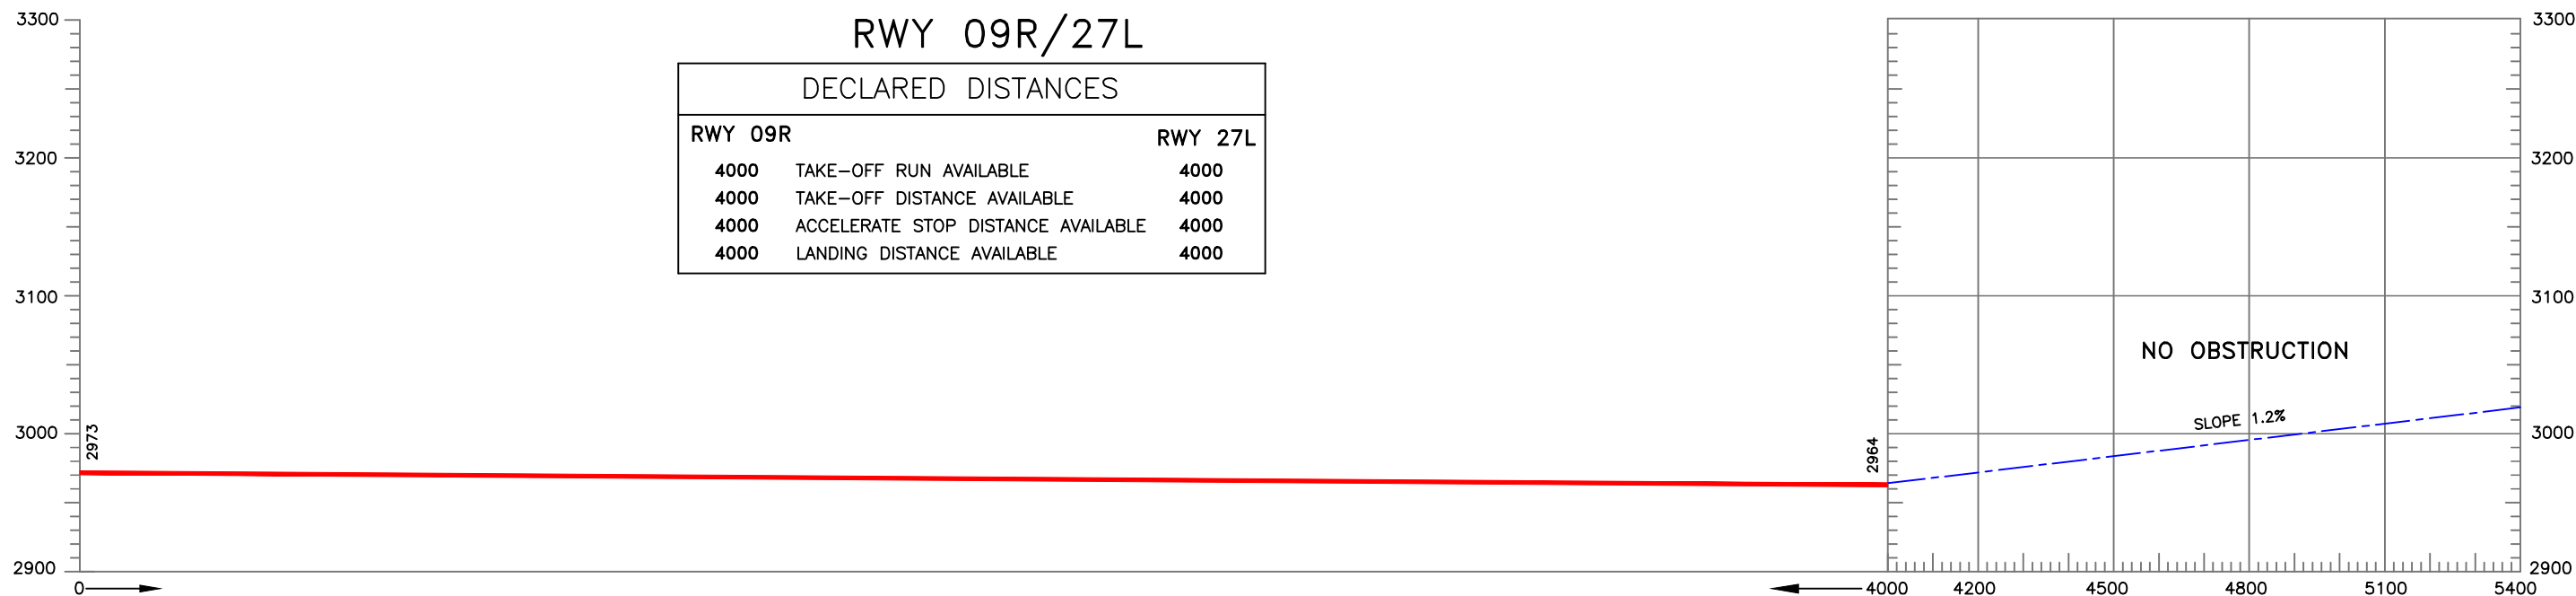 RWY 09R/27L
DECLARED DISTANCES
RWY 09R RWY 27L
4000 TAKE-OFF RUN AVAILABLE 4000
4000 TAKE-OFF DISTANCE AVAILABLE 4000
4000 ACCELERATE STOP DISTANCE AVAILABLE 4000
4000 LANDING DISTANCE AVAILABLE 4000
3300
3200
3100
3000
2900
2973
2964
NO OBSTRUCTION
SLOPE 1.2%
3300
3200
3100
3000
2900
0 4000 4200 4500 4800 5100 5400